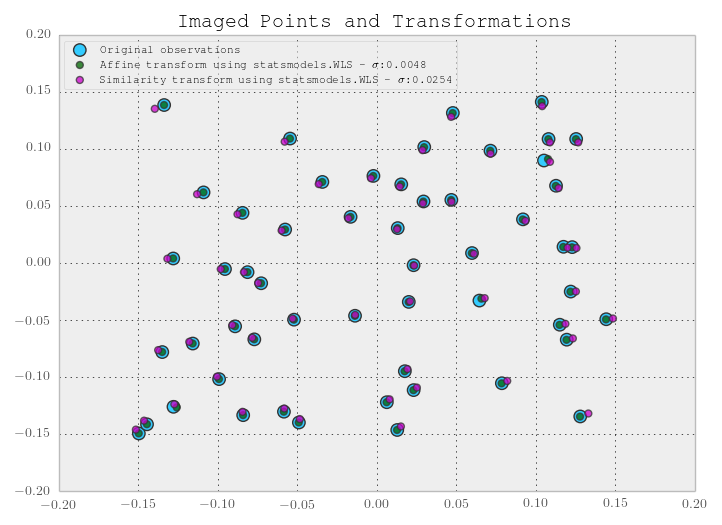 Imaged Points and Transformations
Original observations
Affine transform using statsmodels.WLS - σ:0.0048
Similarity transform using statsmodels.WLS - σ:0.0254
0.20
0.15
0.10
0.05
0.00
−0.05
−0.10
−0.15
−0.20
−0.20 −0.15 −0.10 −0.05 0.00 0.05 0.10 0.15 0.20